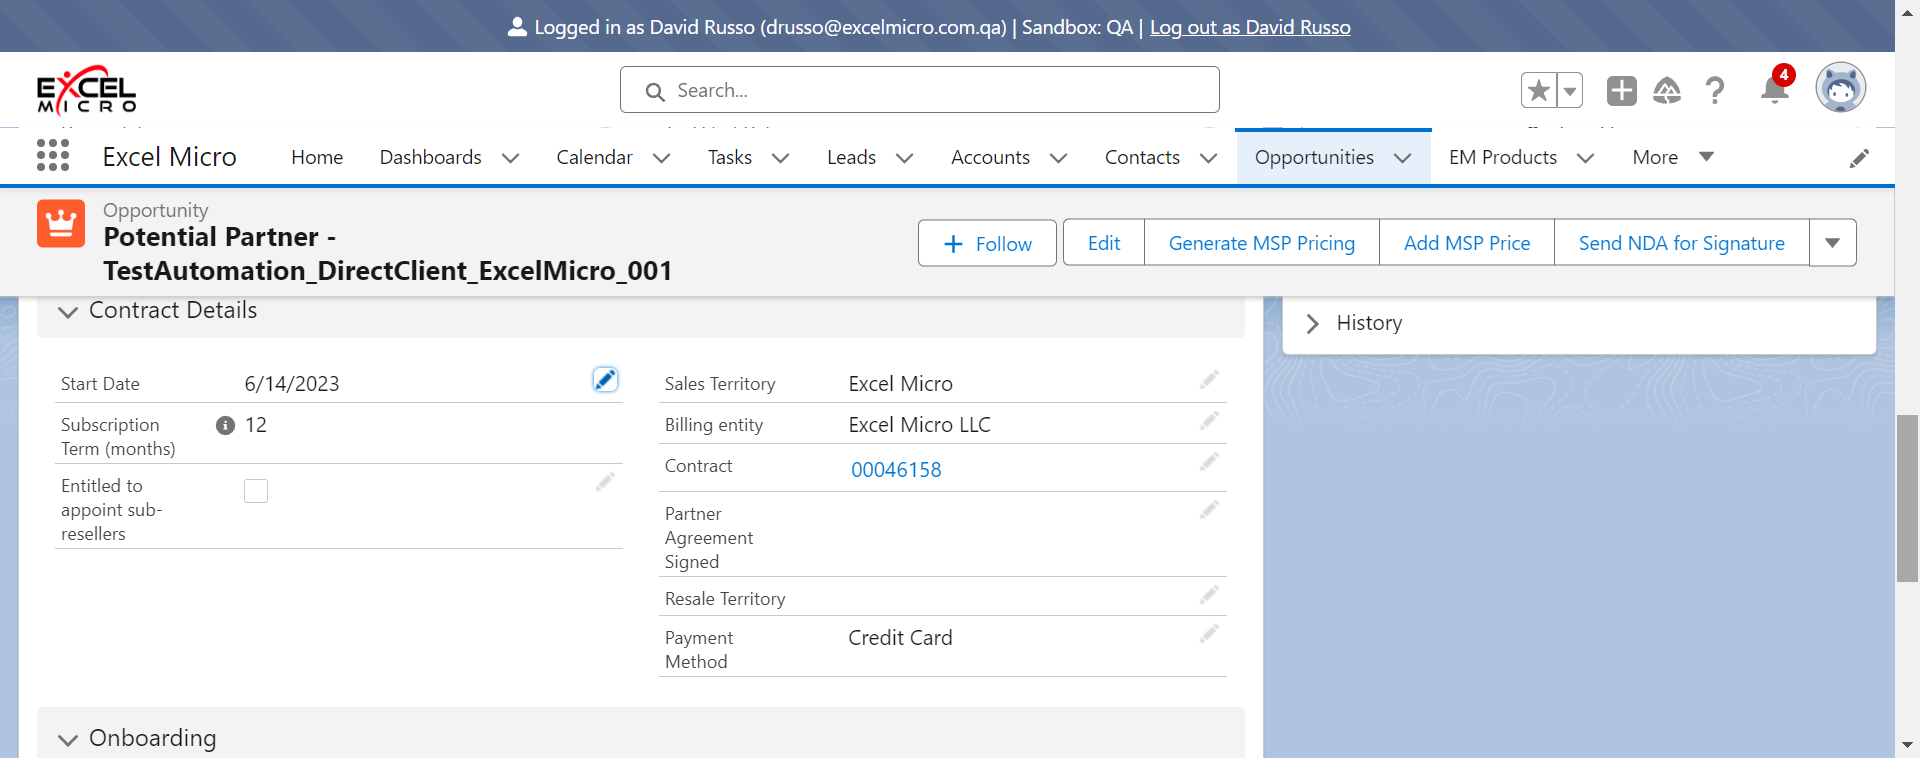 Logged in as David Russo (drusso@excelmicro.com.qa) | Sandbox: QA | Log out as David Russo
EXCEL
MICRO
Search...
4
Excel Micro
Home
Dashboards
Calendar
Tasks
Leads
Accounts
Contacts
Opportunities
EM Products
More
Opportunity
Potential Partner -
TestAutomation_DirectClient_ExcelMicro_001
Follow
Edit
Generate MSP Pricing
Add MSP Price
Send NDA for Signature
Contract Details
History
Start Date
6/14/2023
Subscription
Term (months)
12
Entitled to
appoint sub-
resellers
Sales Territory
Excel Micro
Billing entity
Excel Micro LLC
Contract
00046158
Partner
Agreement
Signed
Resale Territory
Payment
Method
Credit Card
Onboarding